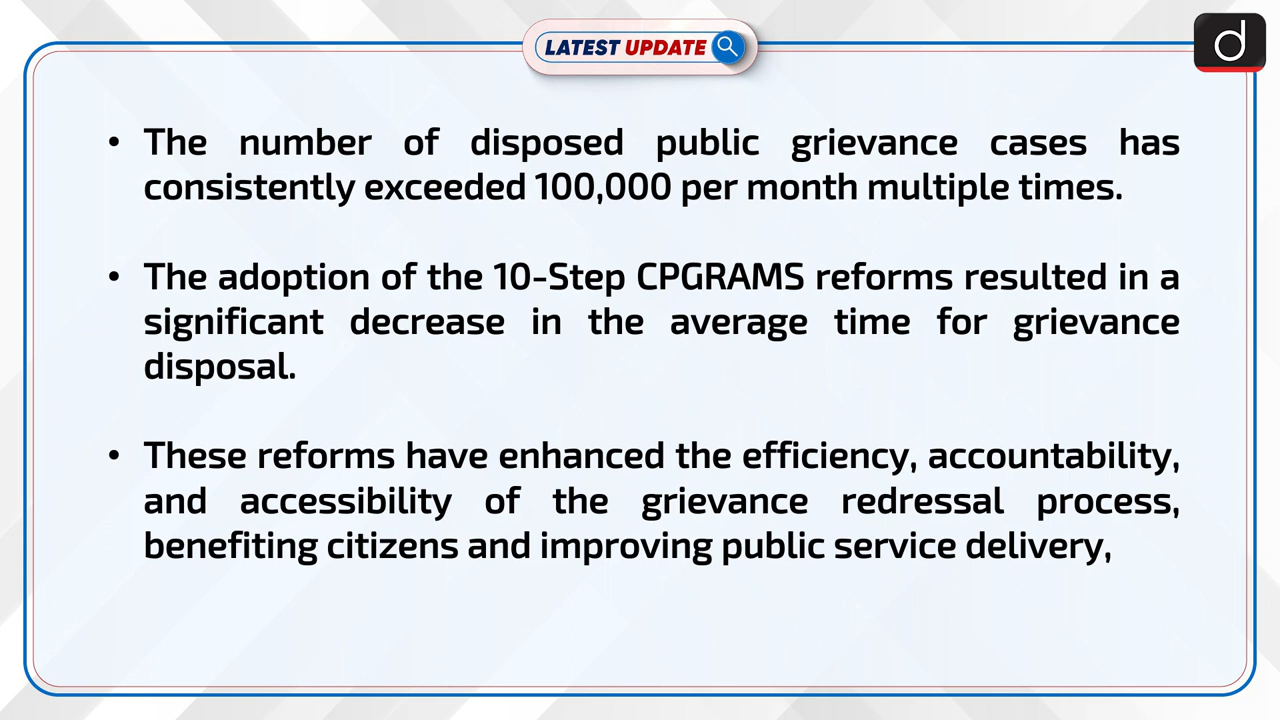 LATEST UPDATE
d
• The number of disposed public grievance cases has
consistently exceeded 100,000 per month multiple times.
• The adoption of the 10-Step CPGRAMS reforms resulted in a
significant decrease in the average time for grievance
disposal.
• These reforms have enhanced the efficiency, accountability,
and accessibility of the grievance redressal process,
benefiting citizens and improving public service delivery,